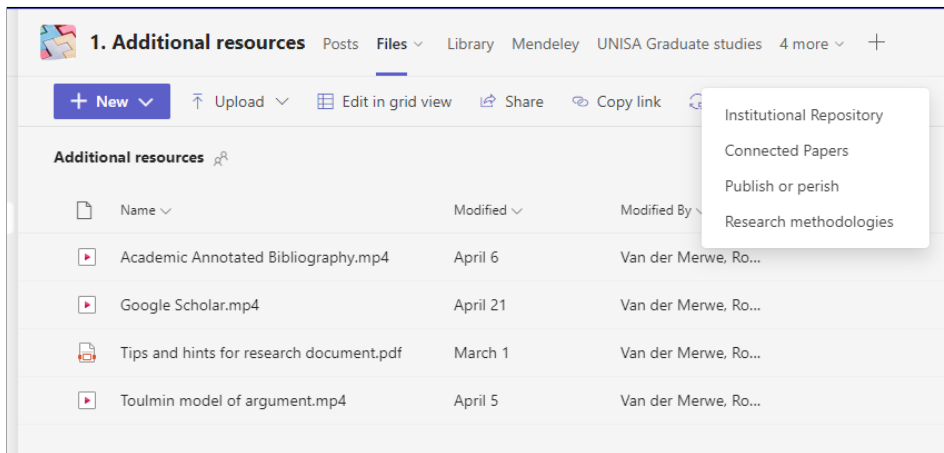 1. Additional resources Posts Files Library Mendeley UNISA Graduate studies 4 more
New Upload Edit in grid view Share Copy link
Institutional Repository
Connected Papers
Publish or perish
Research methodologies
Additional resources
Name Modified Modified By
Academic Annotated Bibliography.mp4 April 6 Van der Merwe, Ro...
Google Scholar.mp4 April 21 Van der Merwe, Ro...
Tips and hints for research document.pdf March 1 Van der Merwe, Ro...
Toulmin model of argument.mp4 April 5 Van der Merwe, Ro...